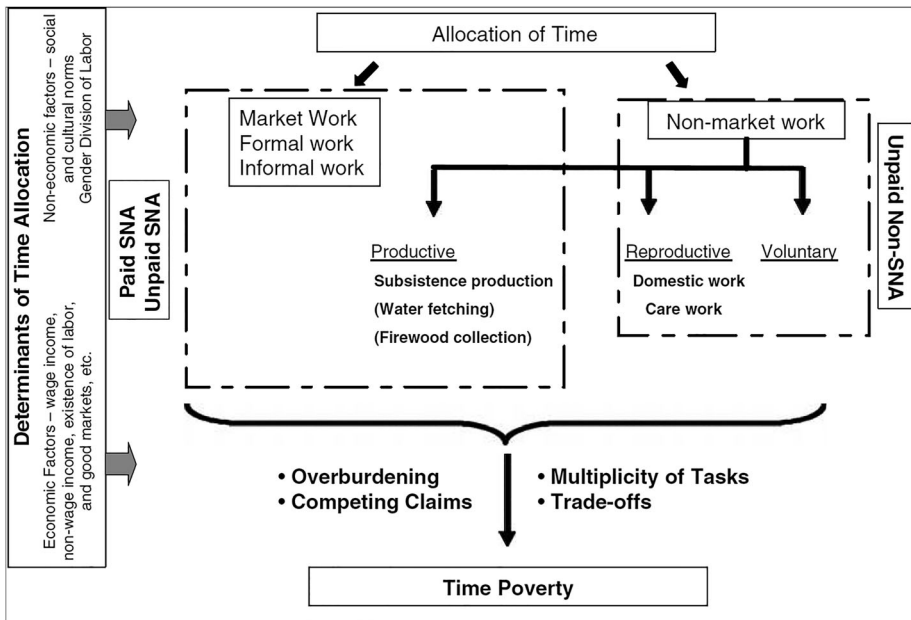 Allocation of Time
Determinants of Time Allocation
Non-economic factors – social
and cultural norms
Gender Division of Labor
Economic Factors – wage income,
non-wage income, existence of labor,
and good markets, etc.
Paid SNA
Unpaid SNA
Market Work
Formal work
Informal work
Non-market work
Unpaid Non-SNA
Productive
Subsistence production
(Water fetching)
(Firewood collection)
Reproductive
Domestic work
Care work
Voluntary
• Overburdening
• Competing Claims
• Multiplicity of Tasks
• Trade-offs
Time Poverty